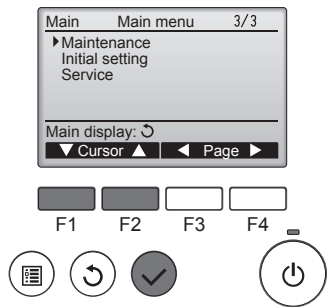 Main Main menu 3/3
Maintenance
Initial setting
Service
Main display:
Cursor Page
F1 F2 F3 F4